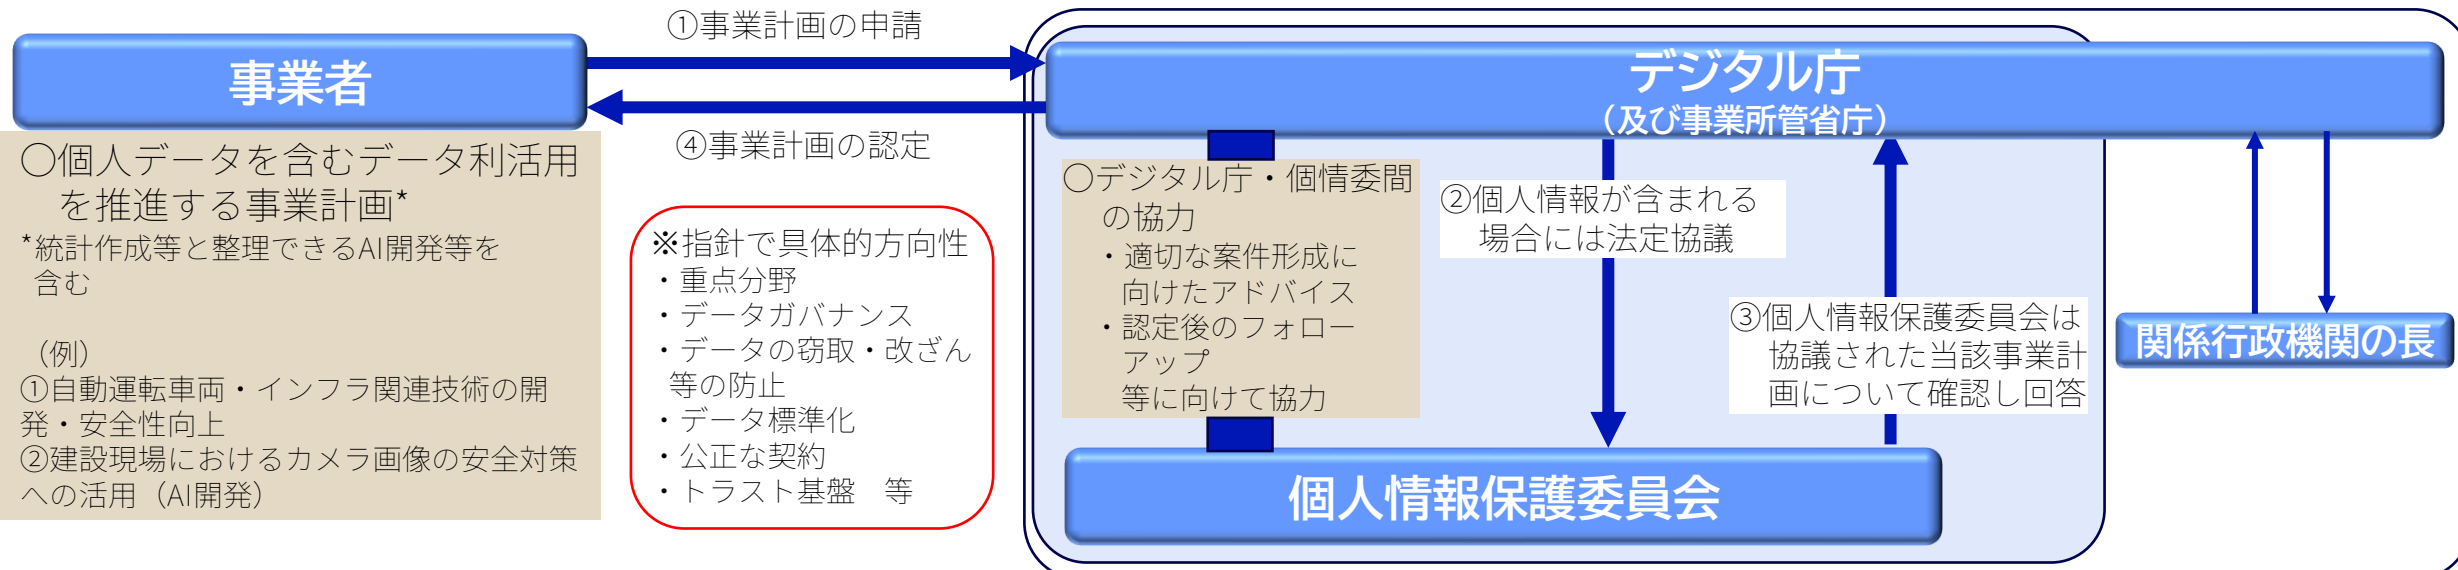 ①事業計画の申請
事業者
デジタル庁
（及び事業所管省庁）
④事業計画の認定
〇個人データを含むデータ利活用
を推進する事業計画*
*統計作成等と整理できるAI開発等を
含む
（例）
①自動運転車両・インフラ関連技術の開
発・安全性向上
②建設現場におけるカメラ画像の安全対策
への活用（AI開発）
※指針で具体的方向性
・重点分野
・データガバナンス
・データの窃取・改ざん
等の防止
・データ標準化
・公正な契約
・トラスト基盤　等
〇デジタル庁・個情委間
の協力
・適切な案件形成に
向けたアドバイス
・認定後のフォロー
アップ
等に向けて協力
②個人情報が含まれる
場合には法定協議
③個人情報保護委員会は
協議された当該事業計
画について確認し回答
関係行政機関の長
個人情報保護委員会